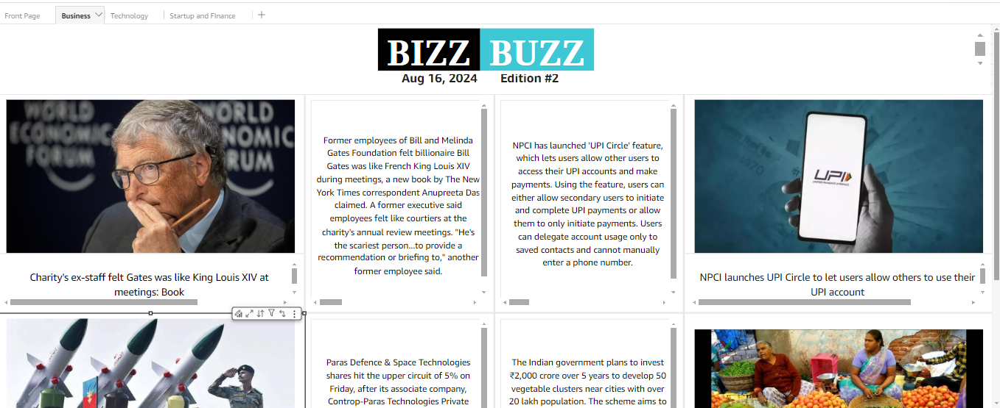 Front Page
Business
Technology
Startup and FInance
BIZZ BUZZ
Aug 16, 2024 Edition #2
WORLD
ECONOMIC
FORUM
WORLD
ECONOMIC
FORUM
Charity's ex-staff felt Gates was like King Louis XIV at
meetings: Book
Former employees of Bill and Melinda
Gates Foundation felt billionaire Bill
Gates was like French King Louis XIV
during meetings, a new book by The New
York Times correspondent Anupreeta Das
claimed. A former executive said
employees felt like courtiers at the
charity's annual review meetings. "He's
the scariest person...to provide a
recommendation or briefing to," another
former employee said.
NPCI has launched 'UPI Circle' feature,
which lets users allow other users to
access their UPI accounts and make
payments. Using the feature, users can
either allow secondary users to initiate
and complete UPI payments or allow
them to only initiate payments. Users
can delegate account usage only to
saved contacts and cannot manually
enter a phone number.
UPI
UNIFIED PAYMENTS INTERFACE
NPCI launches UPI Circle to let users allow others to use their
UPI account
Paras Defence & Space Technologies
shares hit the upper circuit of 5% on
Friday, after its associate company,
Controp-Paras Technologies Private
The Indian government plans to invest
₹2,000 crore over 5 years to develop 50
vegetable clusters near cities with over
20 lakh population. The scheme aims to